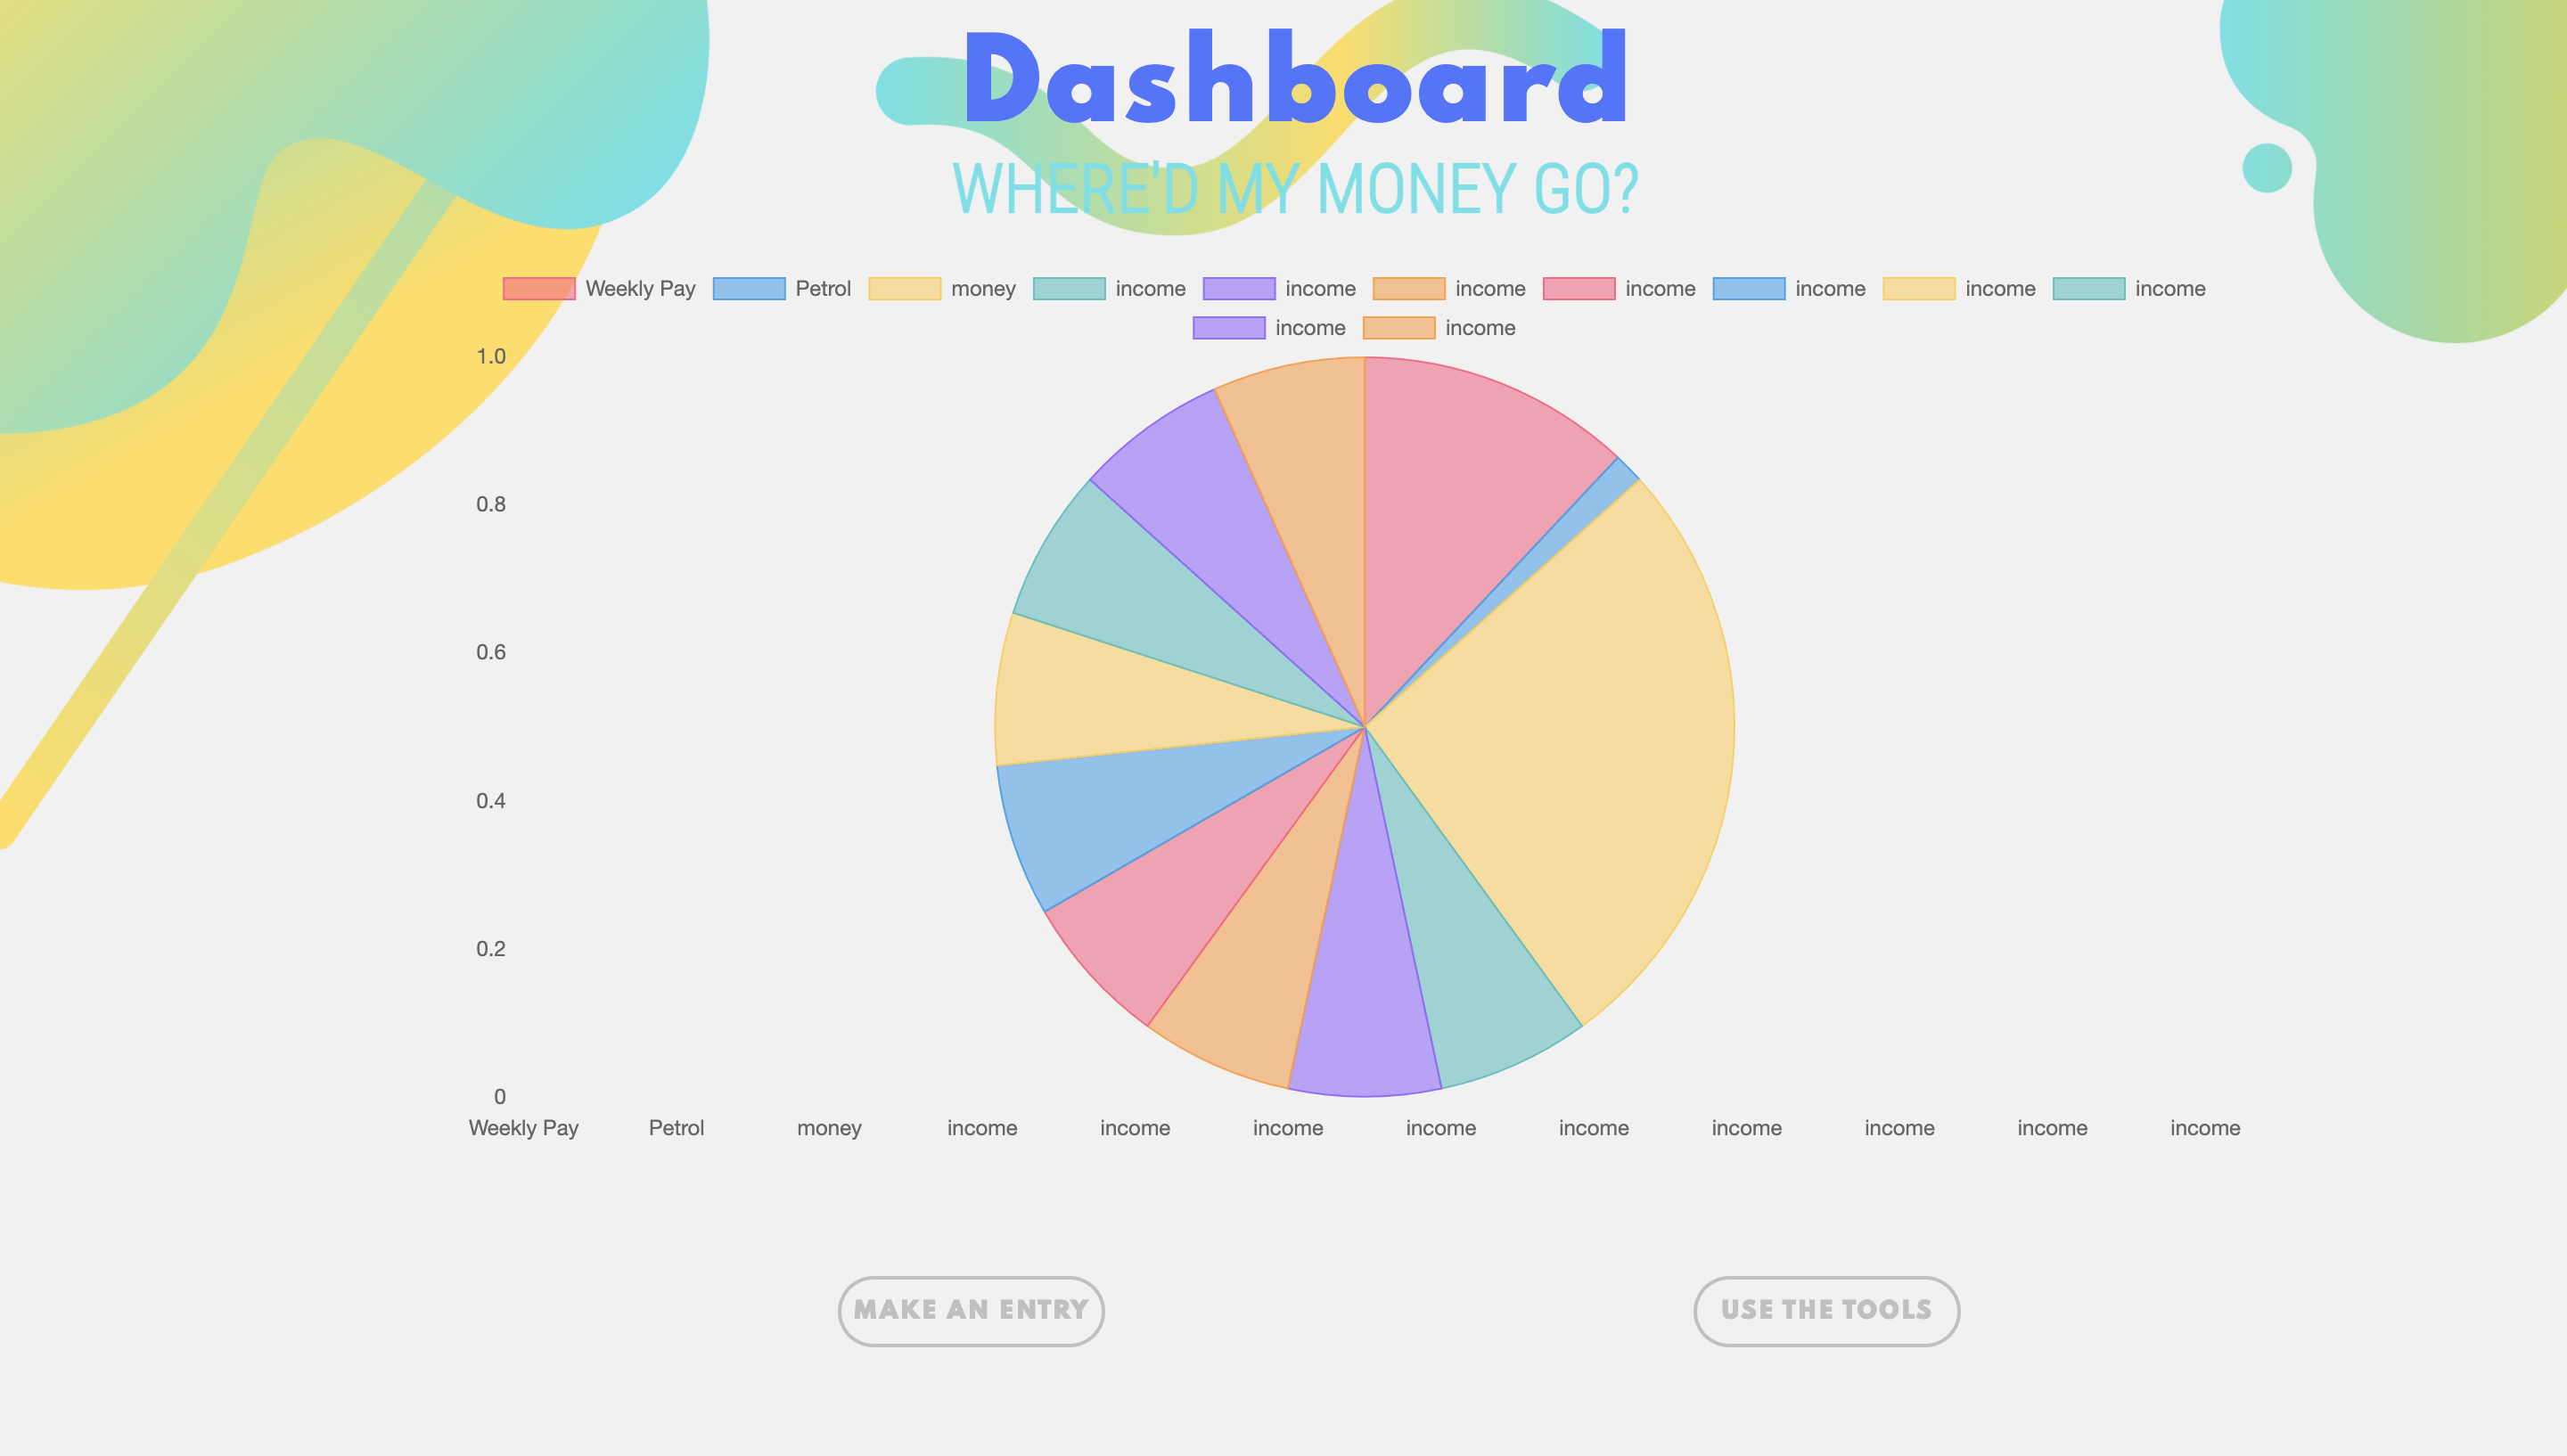 Dashboard
WHERE'D MY MONEY GO?
Weekly Pay Petrol money income income income income income income income
income income
1.0
0.8
0.6
0.4
0.2
0
Weekly Pay Petrol money income income income income income income income income income
MAKE AN ENTRY USE THE TOOLS